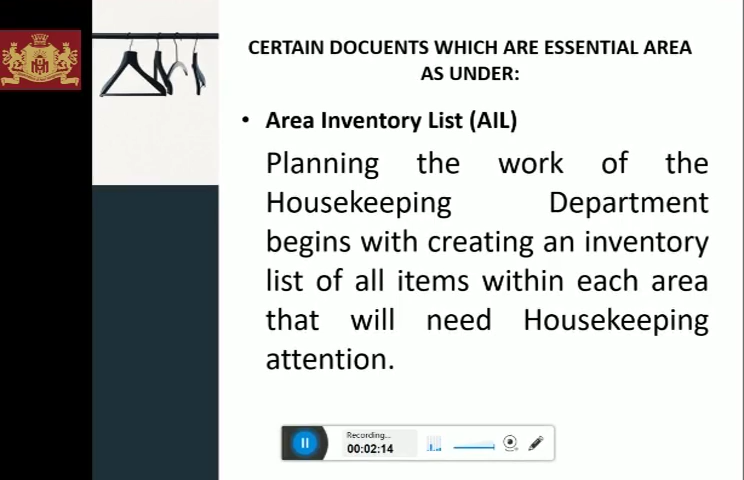 CERTAIN DOCUENTS WHICH ARE ESSENTIAL AREA
AS UNDER:
• Area Inventory List (AIL)
Planning the work of the
Housekeeping Department
begins with creating an inventory
list of all items within each area
that will need Housekeeping
attention.
Recording...
00:02:14